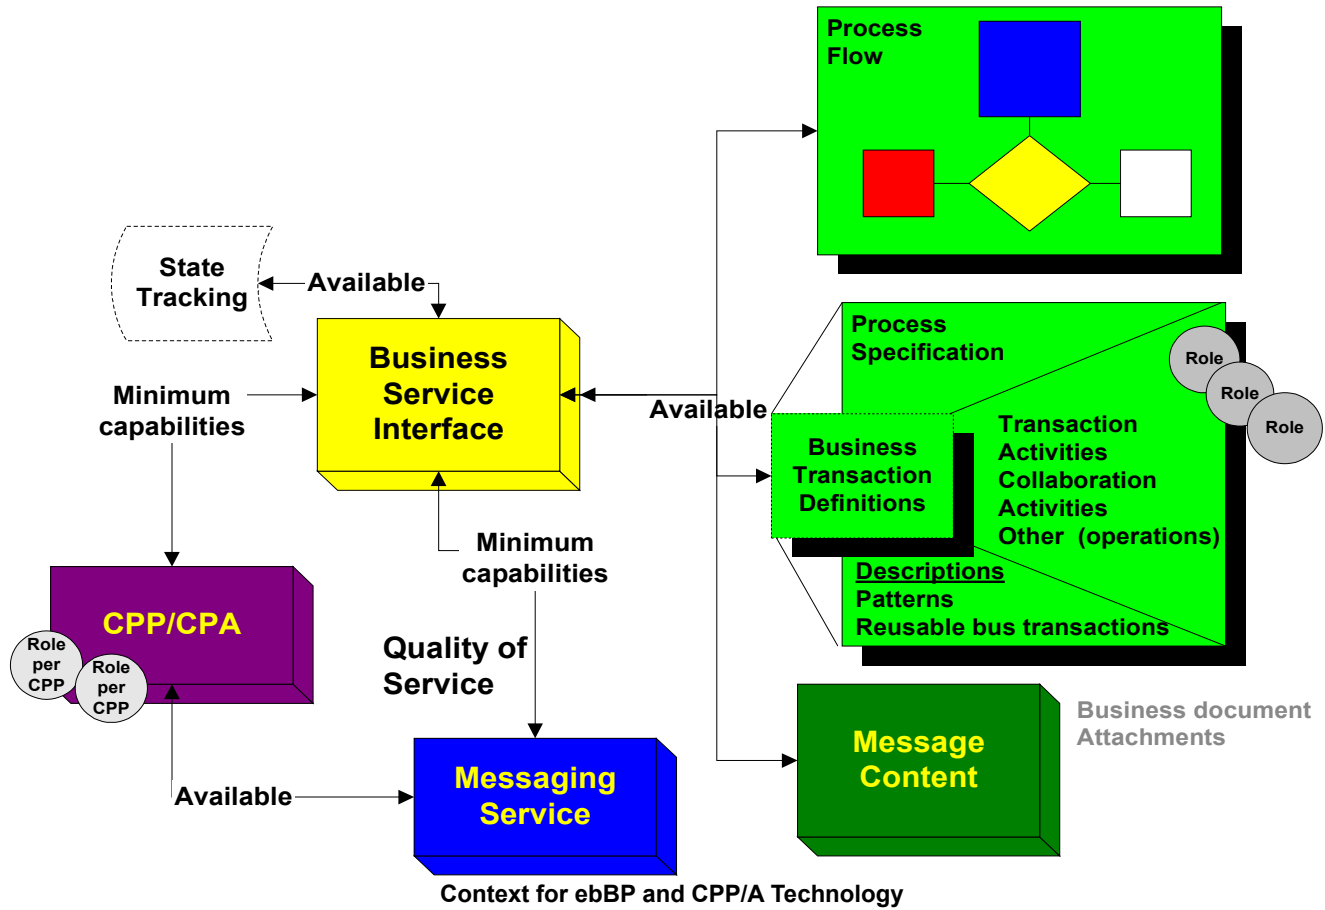 Process
Flow
State
Tracking
Available
Business
Service
Interface
Minimum
capabilities
Available
Process
Specification
Role
Role
Role
Business
Transaction
Definitions
Transaction
Activities
Collaboration
Activities
Other (operations)
Descriptions
Patterns
Reusable bus transactions
Minimum
capabilities
CPP/CPA
Role
per
CPP
Role
per
CPP
Quality of
Service
Available
Messaging
Service
Message
Content
Business document
Attachments
Context for ebBP and CPP/A Technology